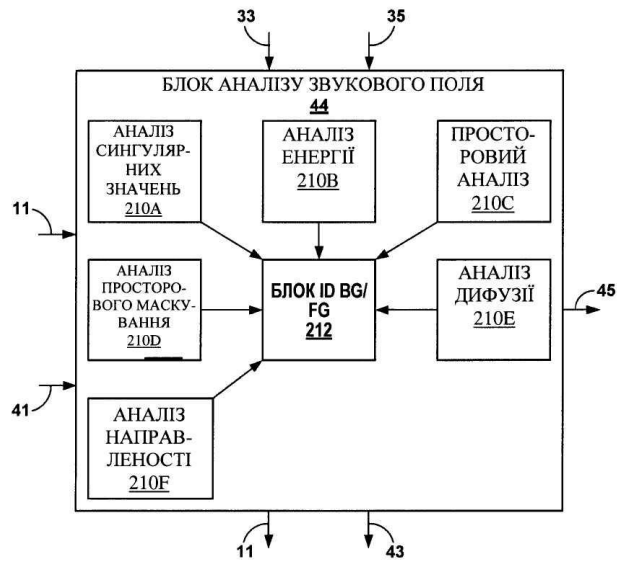 33
35
БЛОК АНАЛІЗУ ЗВУКОВОГО ПОЛЯ
44
АНАЛІЗ
СИНГУЛЯР-
НИХ
ЗНАЧЕНЬ
210A
АНАЛІЗ
ЕНЕРГІЇ
210B
ПРОСТО-
РОВИЙ
АНАЛІЗ
210C
11
АНАЛІЗ
ПРОСТОРО-
ВОГО МАСКУ-
ВАННЯ
210D
БЛОК ID BG/
FG
212
АНАЛІЗ
ДИФУЗІЇ
210E
45
41
АНАЛІЗ
НАПРАВ-
ЛЕНОСТІ
210F
11
43